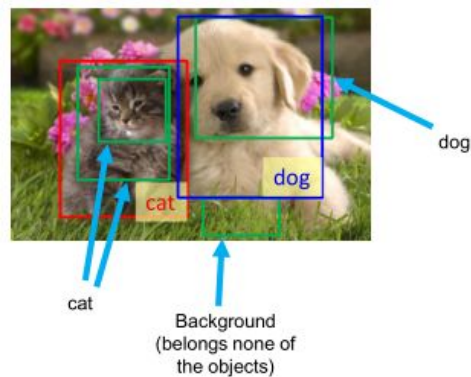 dog
dog
cat
cat
Background
(belongs none of
the objects)